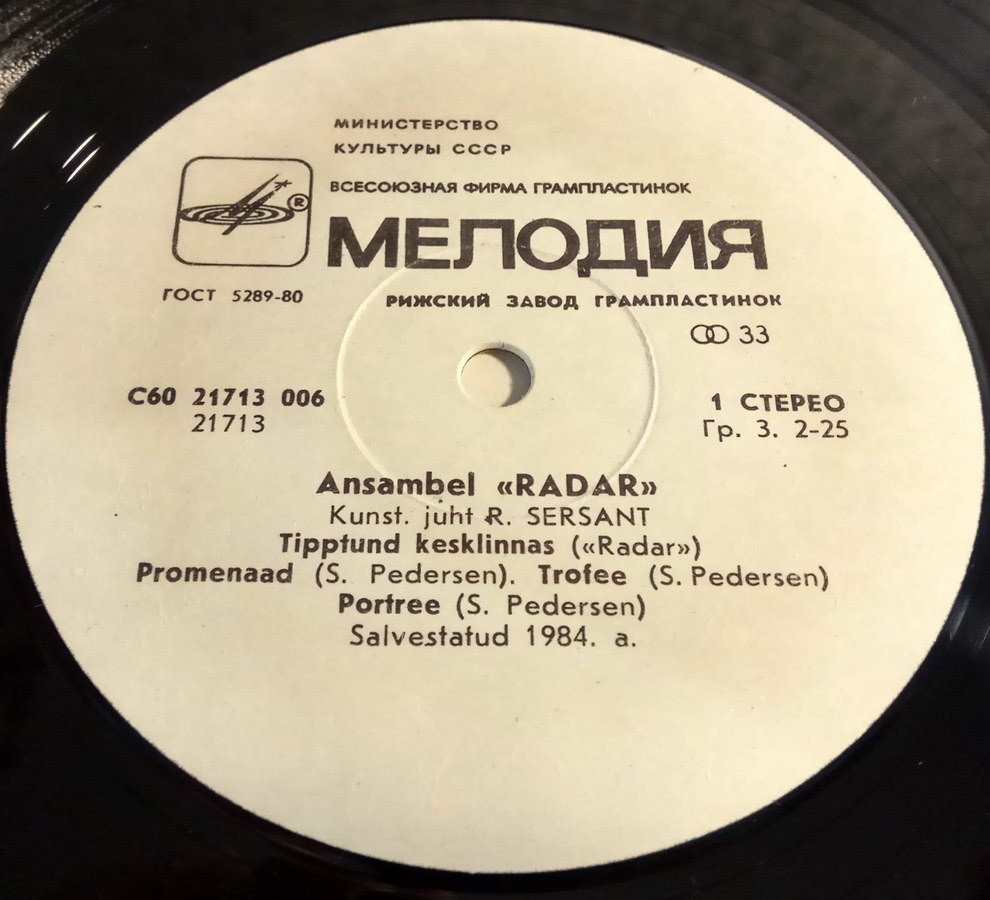 МИНИСТЕРСТВО
КУЛЬТУРЫ СССР
ВСЕСОЮЗНАЯ ФИРМА ГРАМПЛАСТИНОК
®
МЕЛОДИЯ
ГОСТ 5289-80
РИЖСКИЙ ЗАВОД ГРАМПЛАСТИНОК
33
С60 21713 006
21713
1 СТЕРЕО
Гр. 3. 2-25
Ansambel «RADAR»
Kunst. juht R. SERSANT
Tipptund kesklinnas («Radar»)
Promenaad (S. Pedersen). Trofee (S. Pedersen)
Portree (S. Pedersen)
Salvestatud 1984. a.